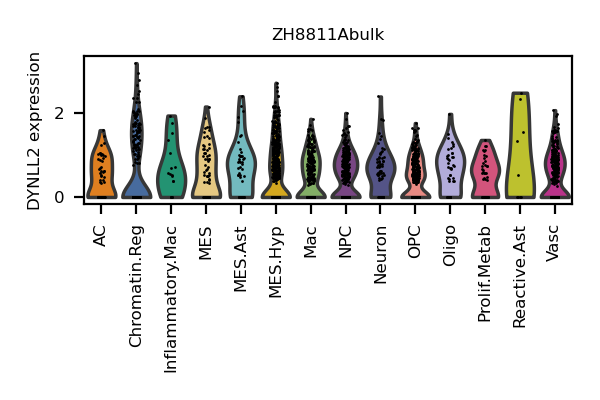 ZH8811Abulk
DYNLL2 expression
2
0
AC
Chromatin.Reg
Inflammatory.Mac
MES
MES.Ast
MES.Hyp
Mac
NPC
Neuron
OPC
Oligo
Prolif.Metab
Reactive.Ast
Vasc